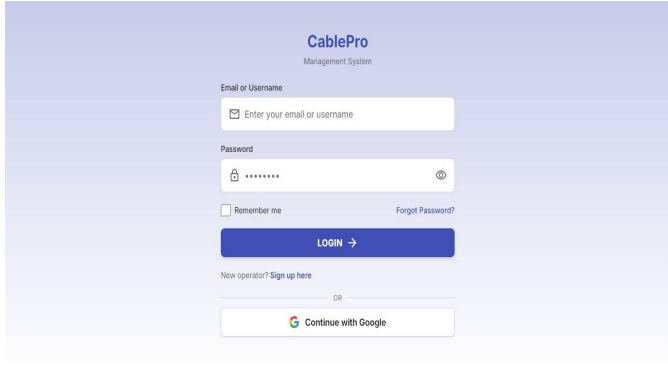 CablePro
Management System
Email or Username
Enter your email or username
Password
••••••••
Remember me
Forgot Password?
LOGIN →
New operator? Sign up here
OR
Continue with Google